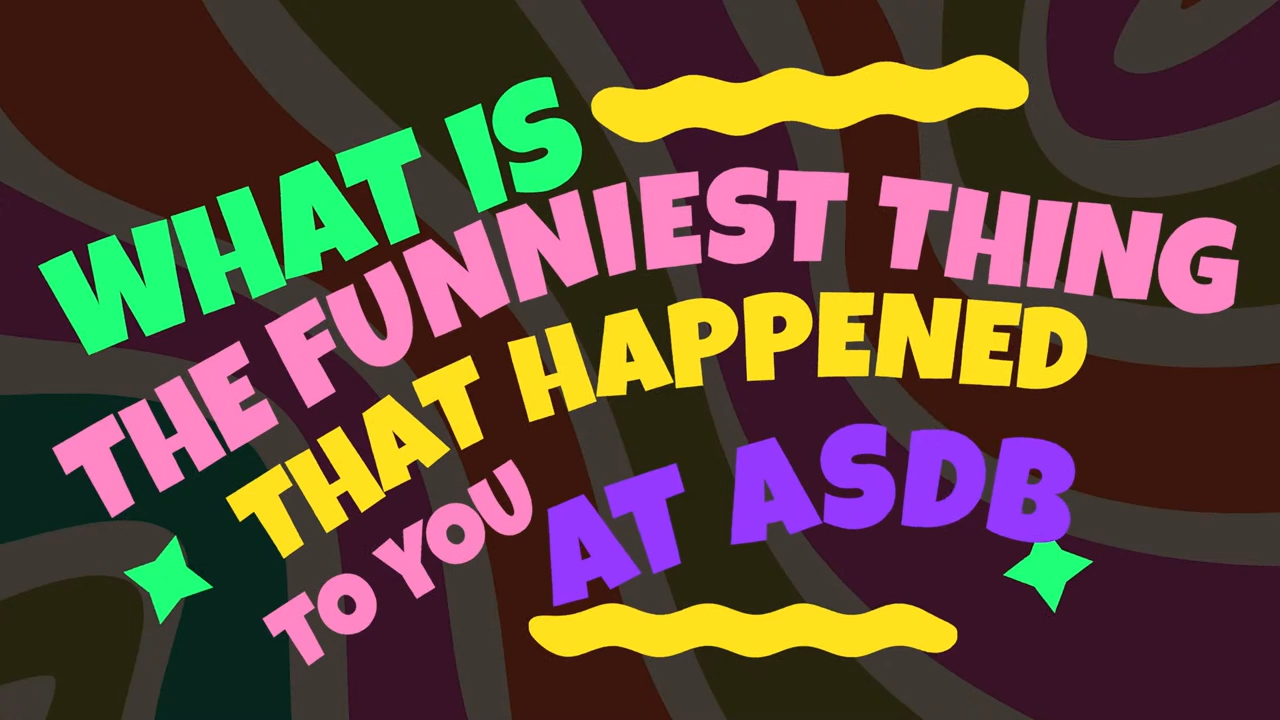 WHAT IS
THE FUNNIEST THING
THAT HAPPENED
TO YOU AT ASDB